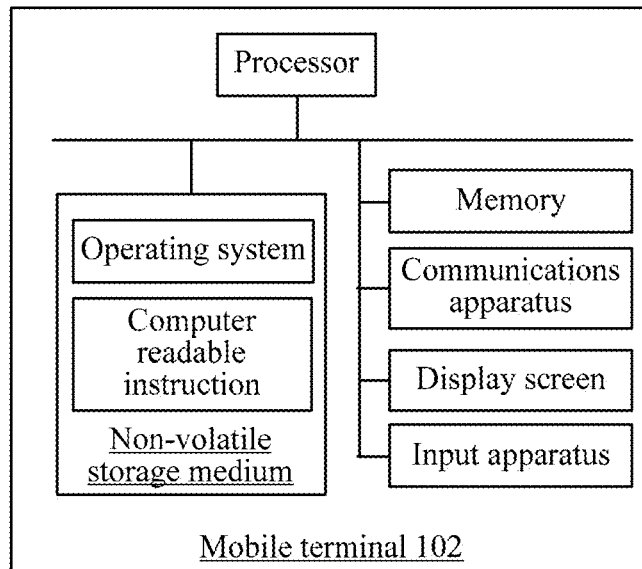 Processor
Operating system
Computer
readable
instruction
Non-volatile
storage medium
Memory
Communications
apparatus
Display screen
Input apparatus
Mobile terminal 102